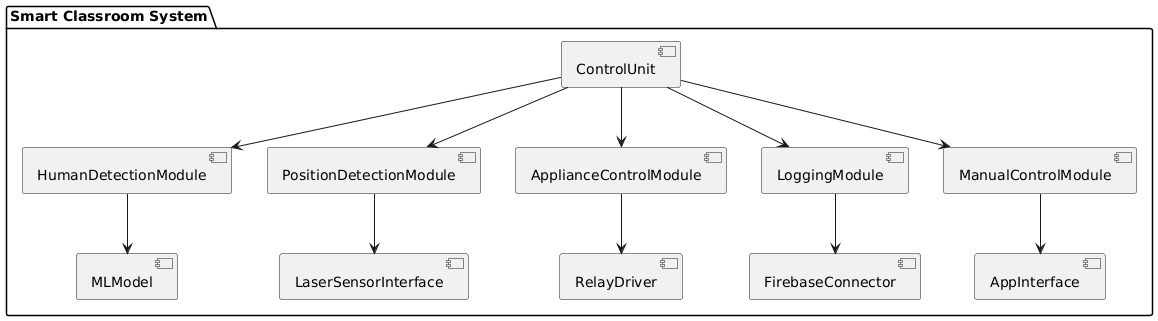 Smart Classroom System
ControlUnit
HumanDetectionModule
PositionDetectionModule
ApplianceControlModule
LoggingModule
ManualControlModule
MLModel
LaserSensorInterface
RelayDriver
FirebaseConnector
AppInterface